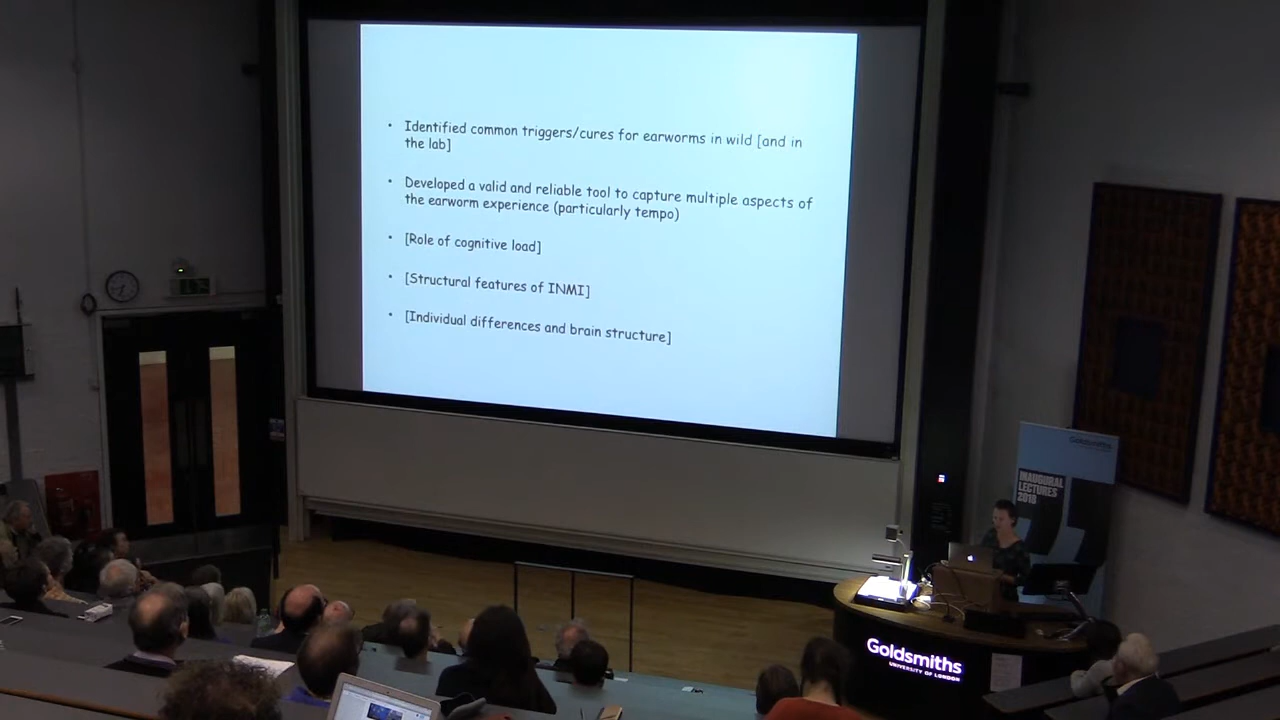 • Identified common triggers/cures for earworms in wild [and in
the lab]
• Developed a valid and reliable tool to capture multiple aspects of
the earworm experience (particularly tempo)
• [Role of cognitive load]
• [Structural features of INMI]
• [Individual differences and brain structure]
Goldsmiths
INAUGURAL
LECTURES
2018
Goldsmiths
UNIVERSITY OF LONDON